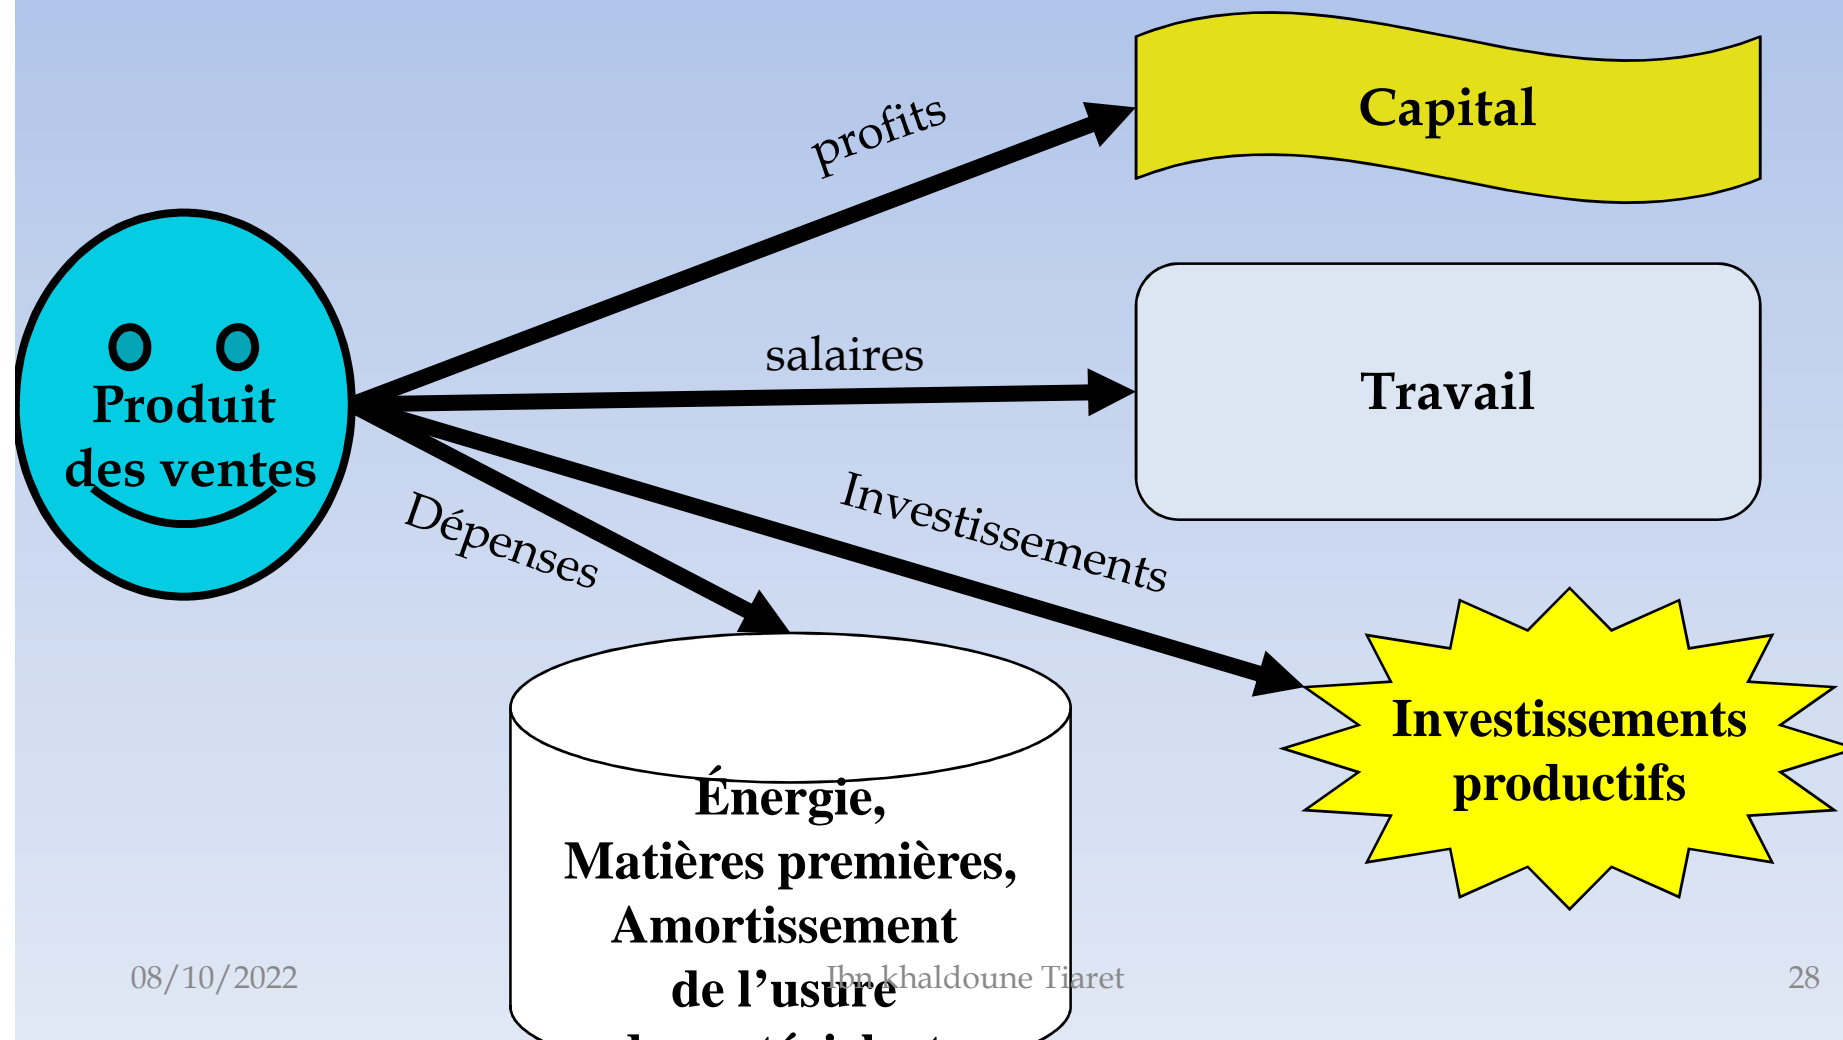 Capital
profits
salaires
Travail
Produit
des ventes
Investissements
Dépenses
Investissements
productifs
Énergie,
Matières premières,
Amortissement
de l’usure
08/10/2022
Ibn khaldoune Tiaret
28